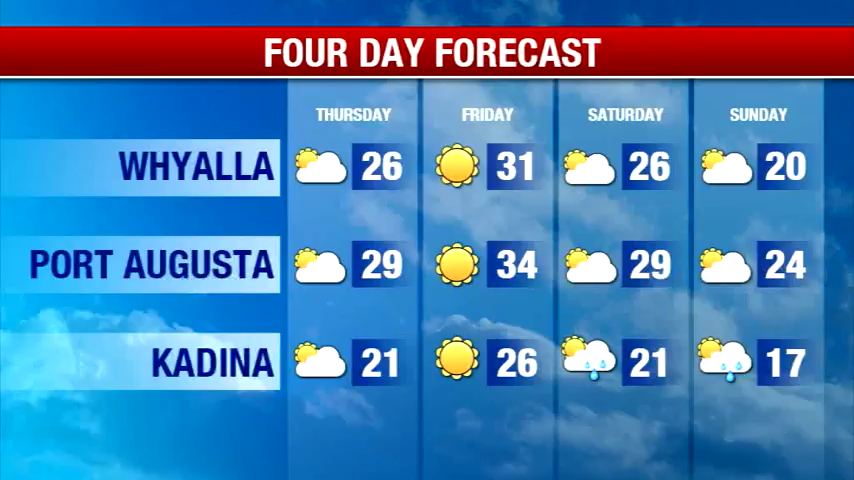 FOUR DAY FORECAST
THURSDAY FRIDAY SATURDAY SUNDAY
WHYALLA 26 31 26 20
PORT AUGUSTA 29 34 29 24
KADINA 21 26 21 17